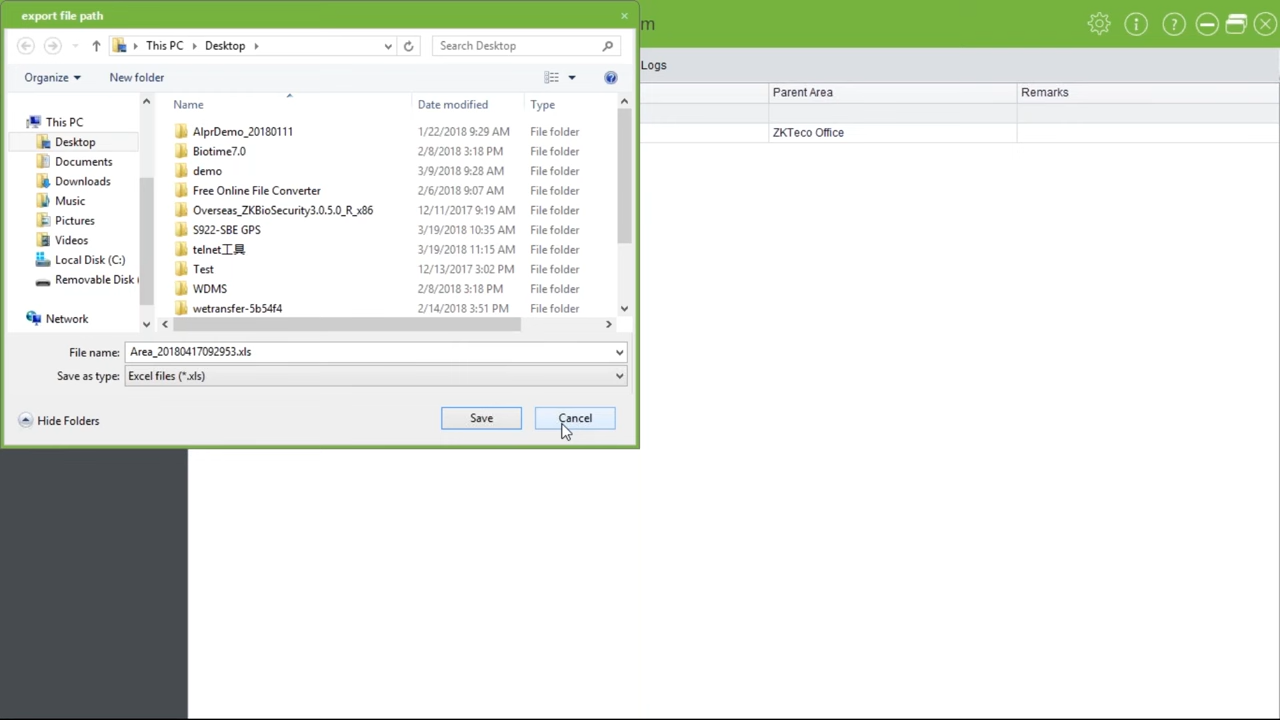 export file path
m
This PC
Desktop
Search Desktop
Organize
New folder
Logs
Parent Area
Remarks
ZKTeco Office
This PC
Desktop
Documents
Downloads
Music
Pictures
Videos
Local Disk (C:)
Removable Disk
Network
Name Date modified Type
AlprDemo_20180111 1/22/2018 9:29 AM File folder
Biotime7.0 2/8/2018 3:18 PM File folder
demo 3/9/2018 9:28 AM File folder
Free Online File Converter 2/6/2018 9:07 AM File folder
Overseas_ZKBioSecurity3.0.5.0_R_x86 12/11/2017 9:19 AM File folder
S922-SBE GPS 3/19/2018 10:35 AM File folder
telnet工具 3/19/2018 11:15 AM File folder
Test 12/13/2017 3:02 PM File folder
WDMS 2/8/2018 3:18 PM File folder
wetransfer-5b54f4 2/14/2018 3:51 PM File folder
File name: Area_20180417092953.xls
Save as type: Excel files (*.xls)
Hide Folders
Save
Cancel